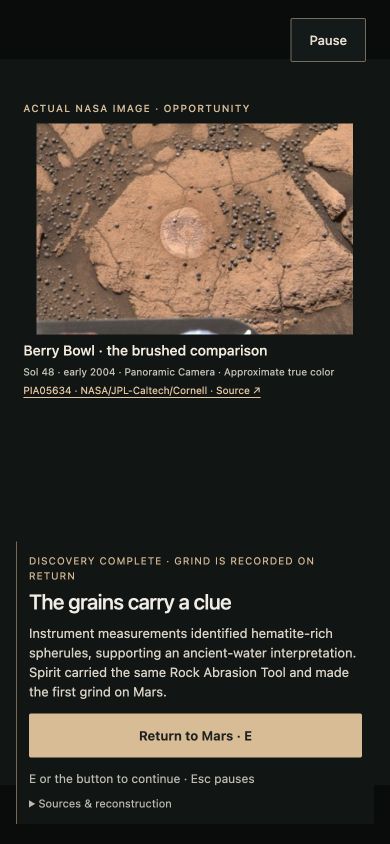 Pause
ACTUAL NASA IMAGE · OPPORTUNITY
Berry Bowl · the brushed comparison
Sol 48 · early 2004 · Panoramic Camera · Approximate true color
PIA05634 · NASA/JPL-Caltech/Cornell · Source ↗
DISCOVERY COMPLETE · GRIND IS RECORDED ON
RETURN
The grains carry a clue
Instrument measurements identified hematite-rich
spherules, supporting an ancient-water interpretation.
Spirit carried the same Rock Abrasion Tool and made
the first grind on Mars.
Return to Mars · E
E or the button to continue · Esc pauses
▶ Sources & reconstruction